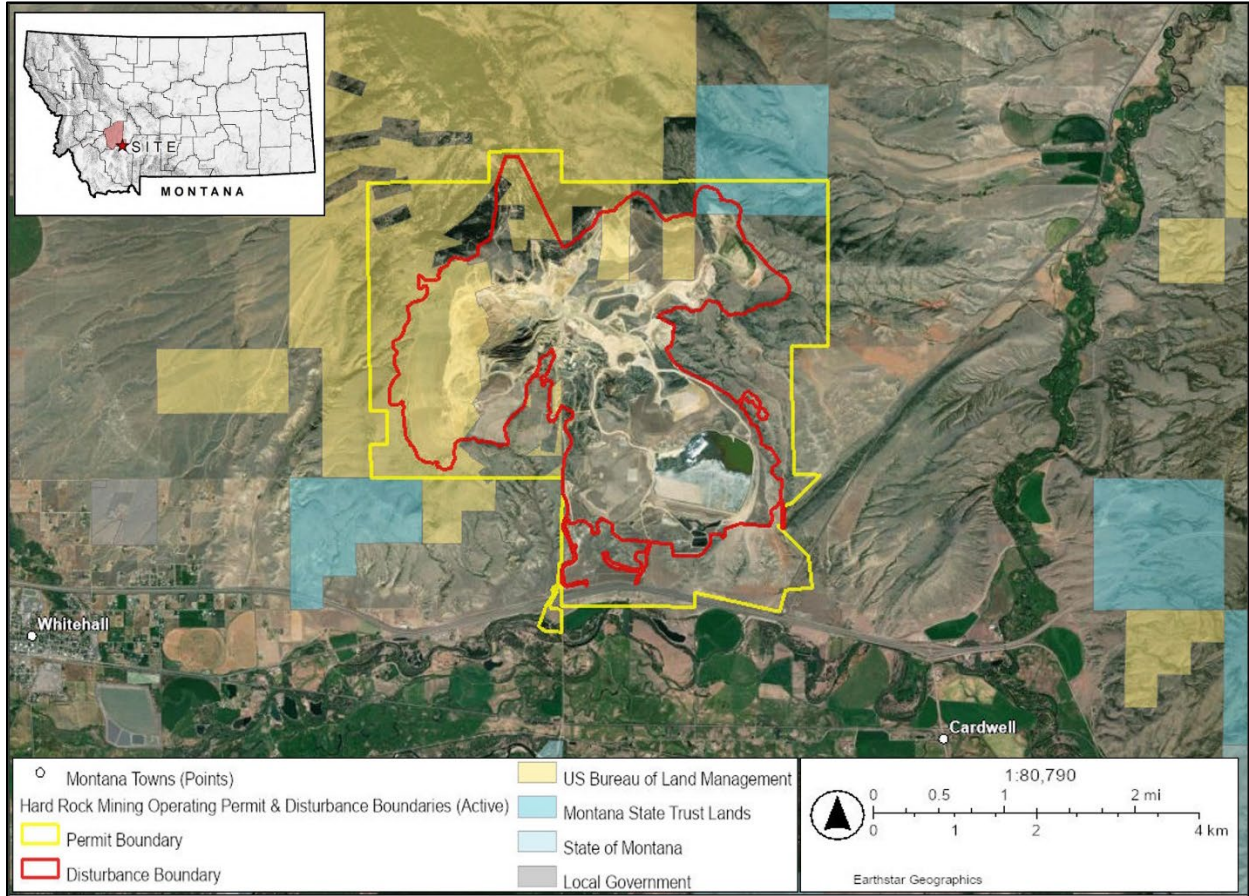 SITE
MONTANA
Whitehall
Cardwell
Montana Towns (Points)
Hard Rock Mining Operating Permit & Disturbance Boundaries (Active)
Permit Boundary
Disturbance Boundary
US Bureau of Land Management
Montana State Trust Lands
State of Montana
Local Government
1:80,790
0 0.5 1 2 mi
0 1 2 4 km
Earthstar Geographics